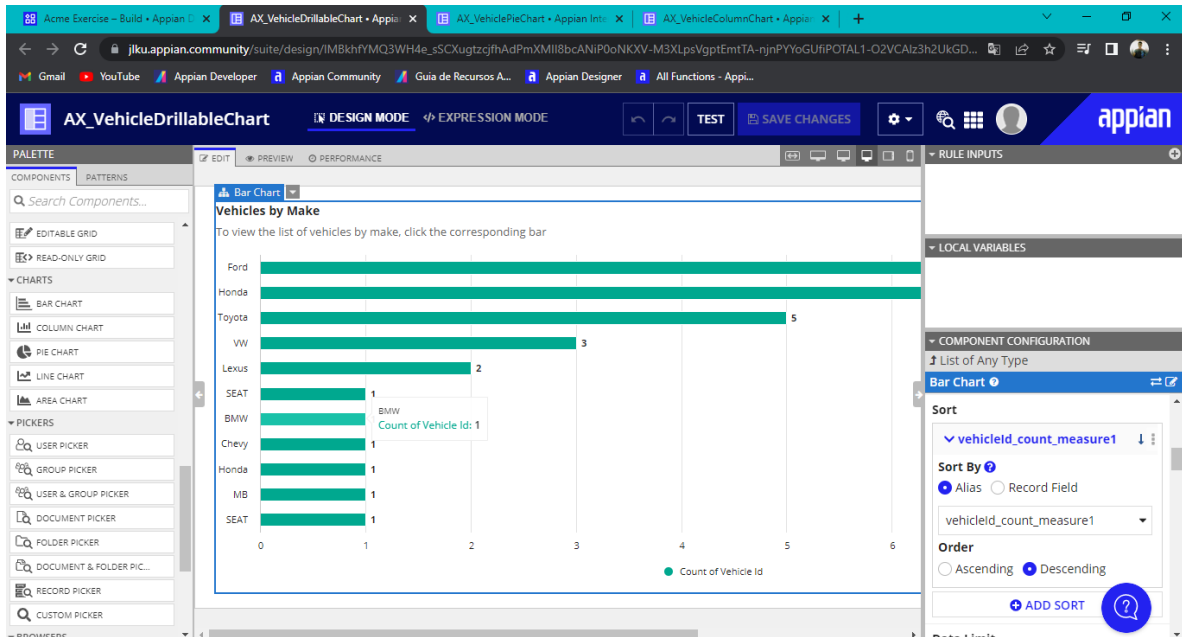 Acme Exercise – Build • Appian D
AX_VehicleDrillableChart • Appian
AX_VehiclePieChart • Appian Inte
AX_VehicleColumnChart • Appian
jlku.appian.community/suite/design/
Gmail
YouTube
Appian Developer
Appian Community
Guia de Recursos A...
Appian Designer
All Functions - Appi...
AX_VehicleDrillableChart
DESIGN MODE
</> EXPRESSION MODE
TEST
SAVE CHANGES
appian
PALETTE
COMPONENTS
PATTERNS
Search Components...
EDITABLE GRID
READ-ONLY GRID
CHARTS
BAR CHART
COLUMN CHART
PIE CHART
LINE CHART
AREA CHART
PICKERS
USER PICKER
GROUP PICKER
USER & GROUP PICKER
DOCUMENT PICKER
FOLDER PICKER
DOCUMENT & FOLDER PIC...
RECORD PICKER
CUSTOM PICKER
BROWSERS
EDIT
PREVIEW
PERFORMANCE
Bar Chart
Vehicles by Make
To view the list of vehicles by make, click the corresponding bar
Ford
Honda
Toyota 5
VW 3
Lexus 2
SEAT 1
BMW
BMW
Count of Vehicle Id: 1
Chevy 1
Honda 1
MB 1
SEAT 1
0 1 2 3 4 5 6
Count of Vehicle Id
RULE INPUTS
LOCAL VARIABLES
COMPONENT CONFIGURATION
List of Any Type
Bar Chart
Sort
vehicleId_count_measure1
Sort By
Alias Record Field
vehicleId_count_measure1
Order
Ascending Descending
ADD SORT